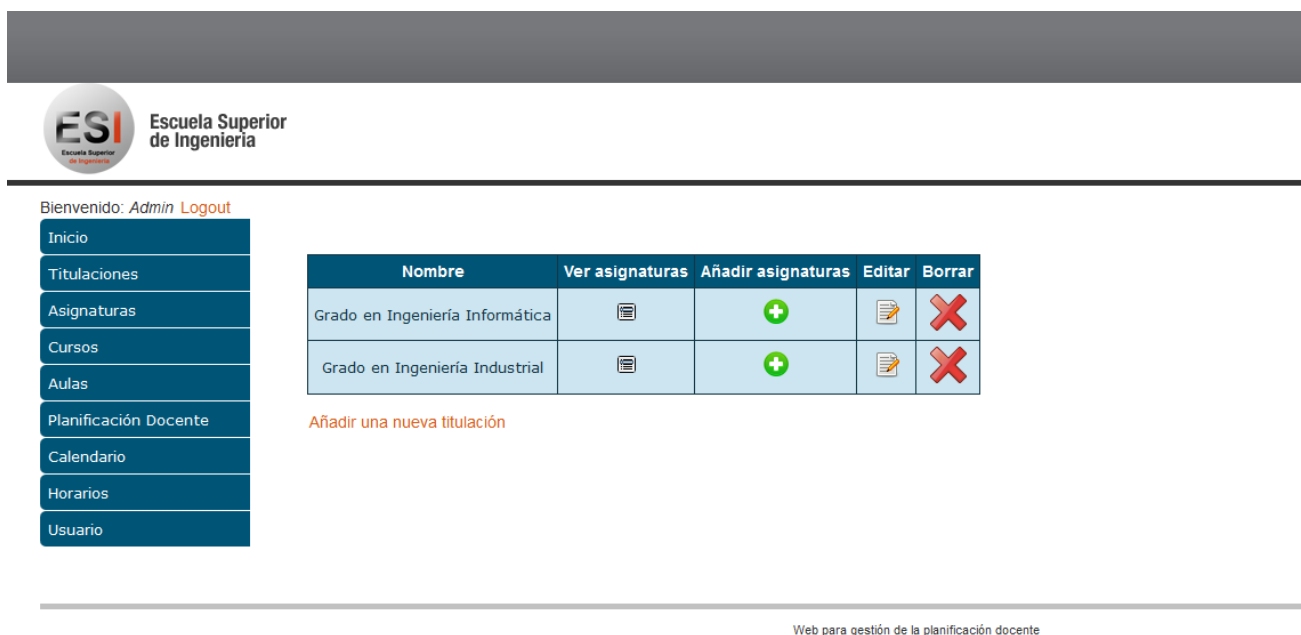 ESI
Escuela Superior
de Ingeniería
Escuela Superior
de Ingeniería
Bienvenido: Admin Logout
Inicio
Titulaciones
Asignaturas
Cursos
Aulas
Planificación Docente
Calendario
Horarios
Usuario
Nombre Ver asignaturas Añadir asignaturas Editar Borrar
Grado en Ingeniería Informática
Grado en Ingeniería Industrial
Añadir una nueva titulación
Web para gestión de la planificación docente